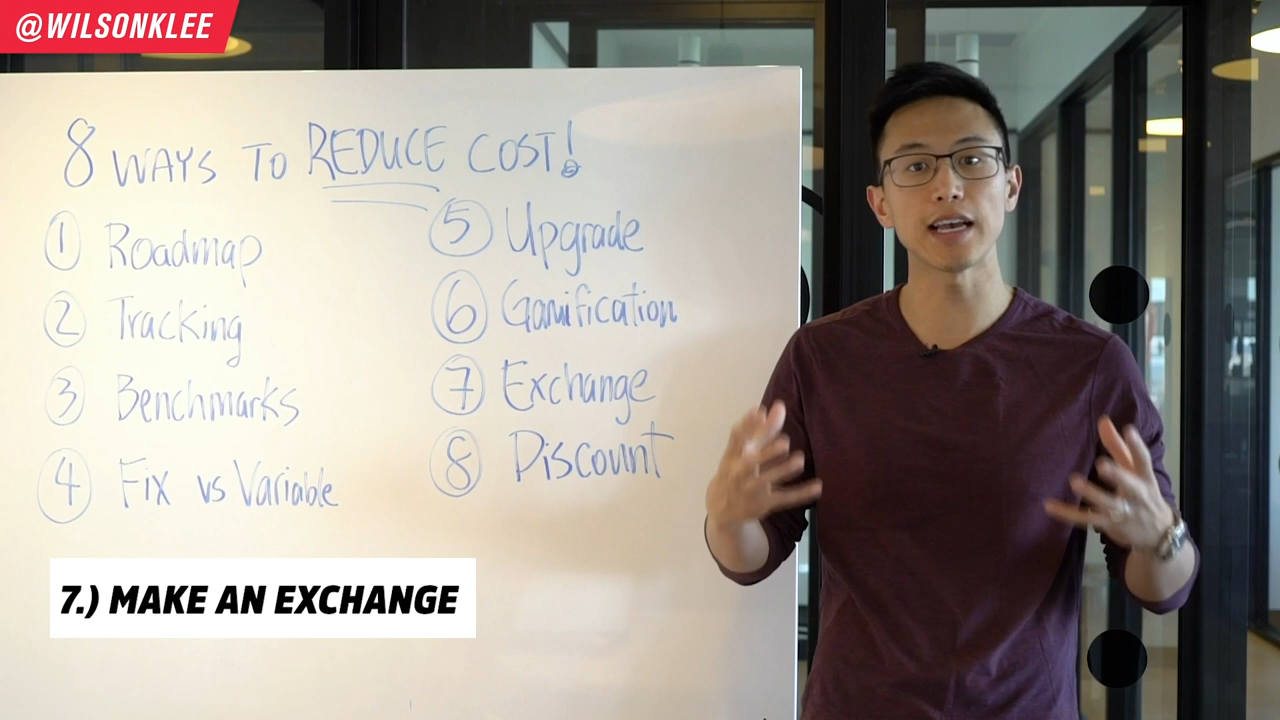 @WILSONKLEE
8 WAYS TO REDUCE COST!
1 Roadmap
2 Tracking
3 Benchmarks
4 Fix vs Variable
5 Upgrade
6 Gamification
7 Exchange
8 Discount
7.) MAKE AN EXCHANGE